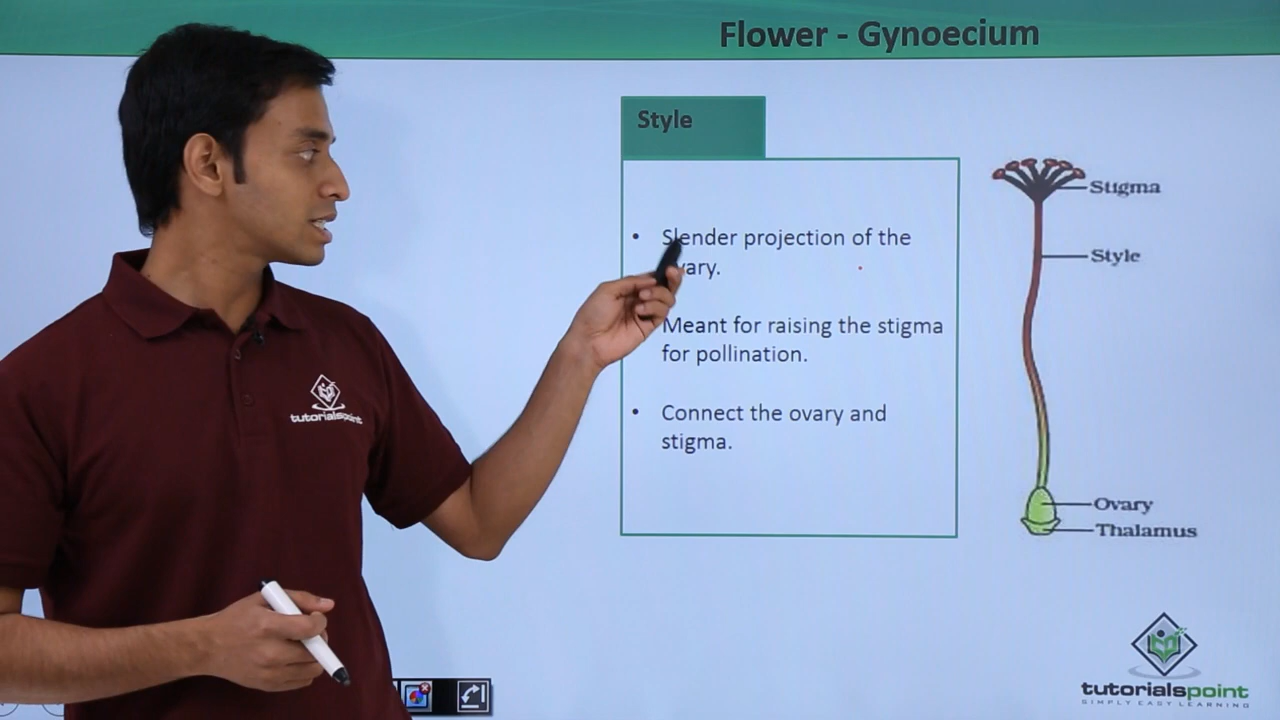 Flower - Gynoecium
Style
• Slender projection of the
vary.
Meant for raising the stigma
for pollination.
• Connect the ovary and
stigma.
Stigma
Style
Ovary
Thalamus
tutorialspoint
tutorialspoint
SIMPLY EASY LEARNING